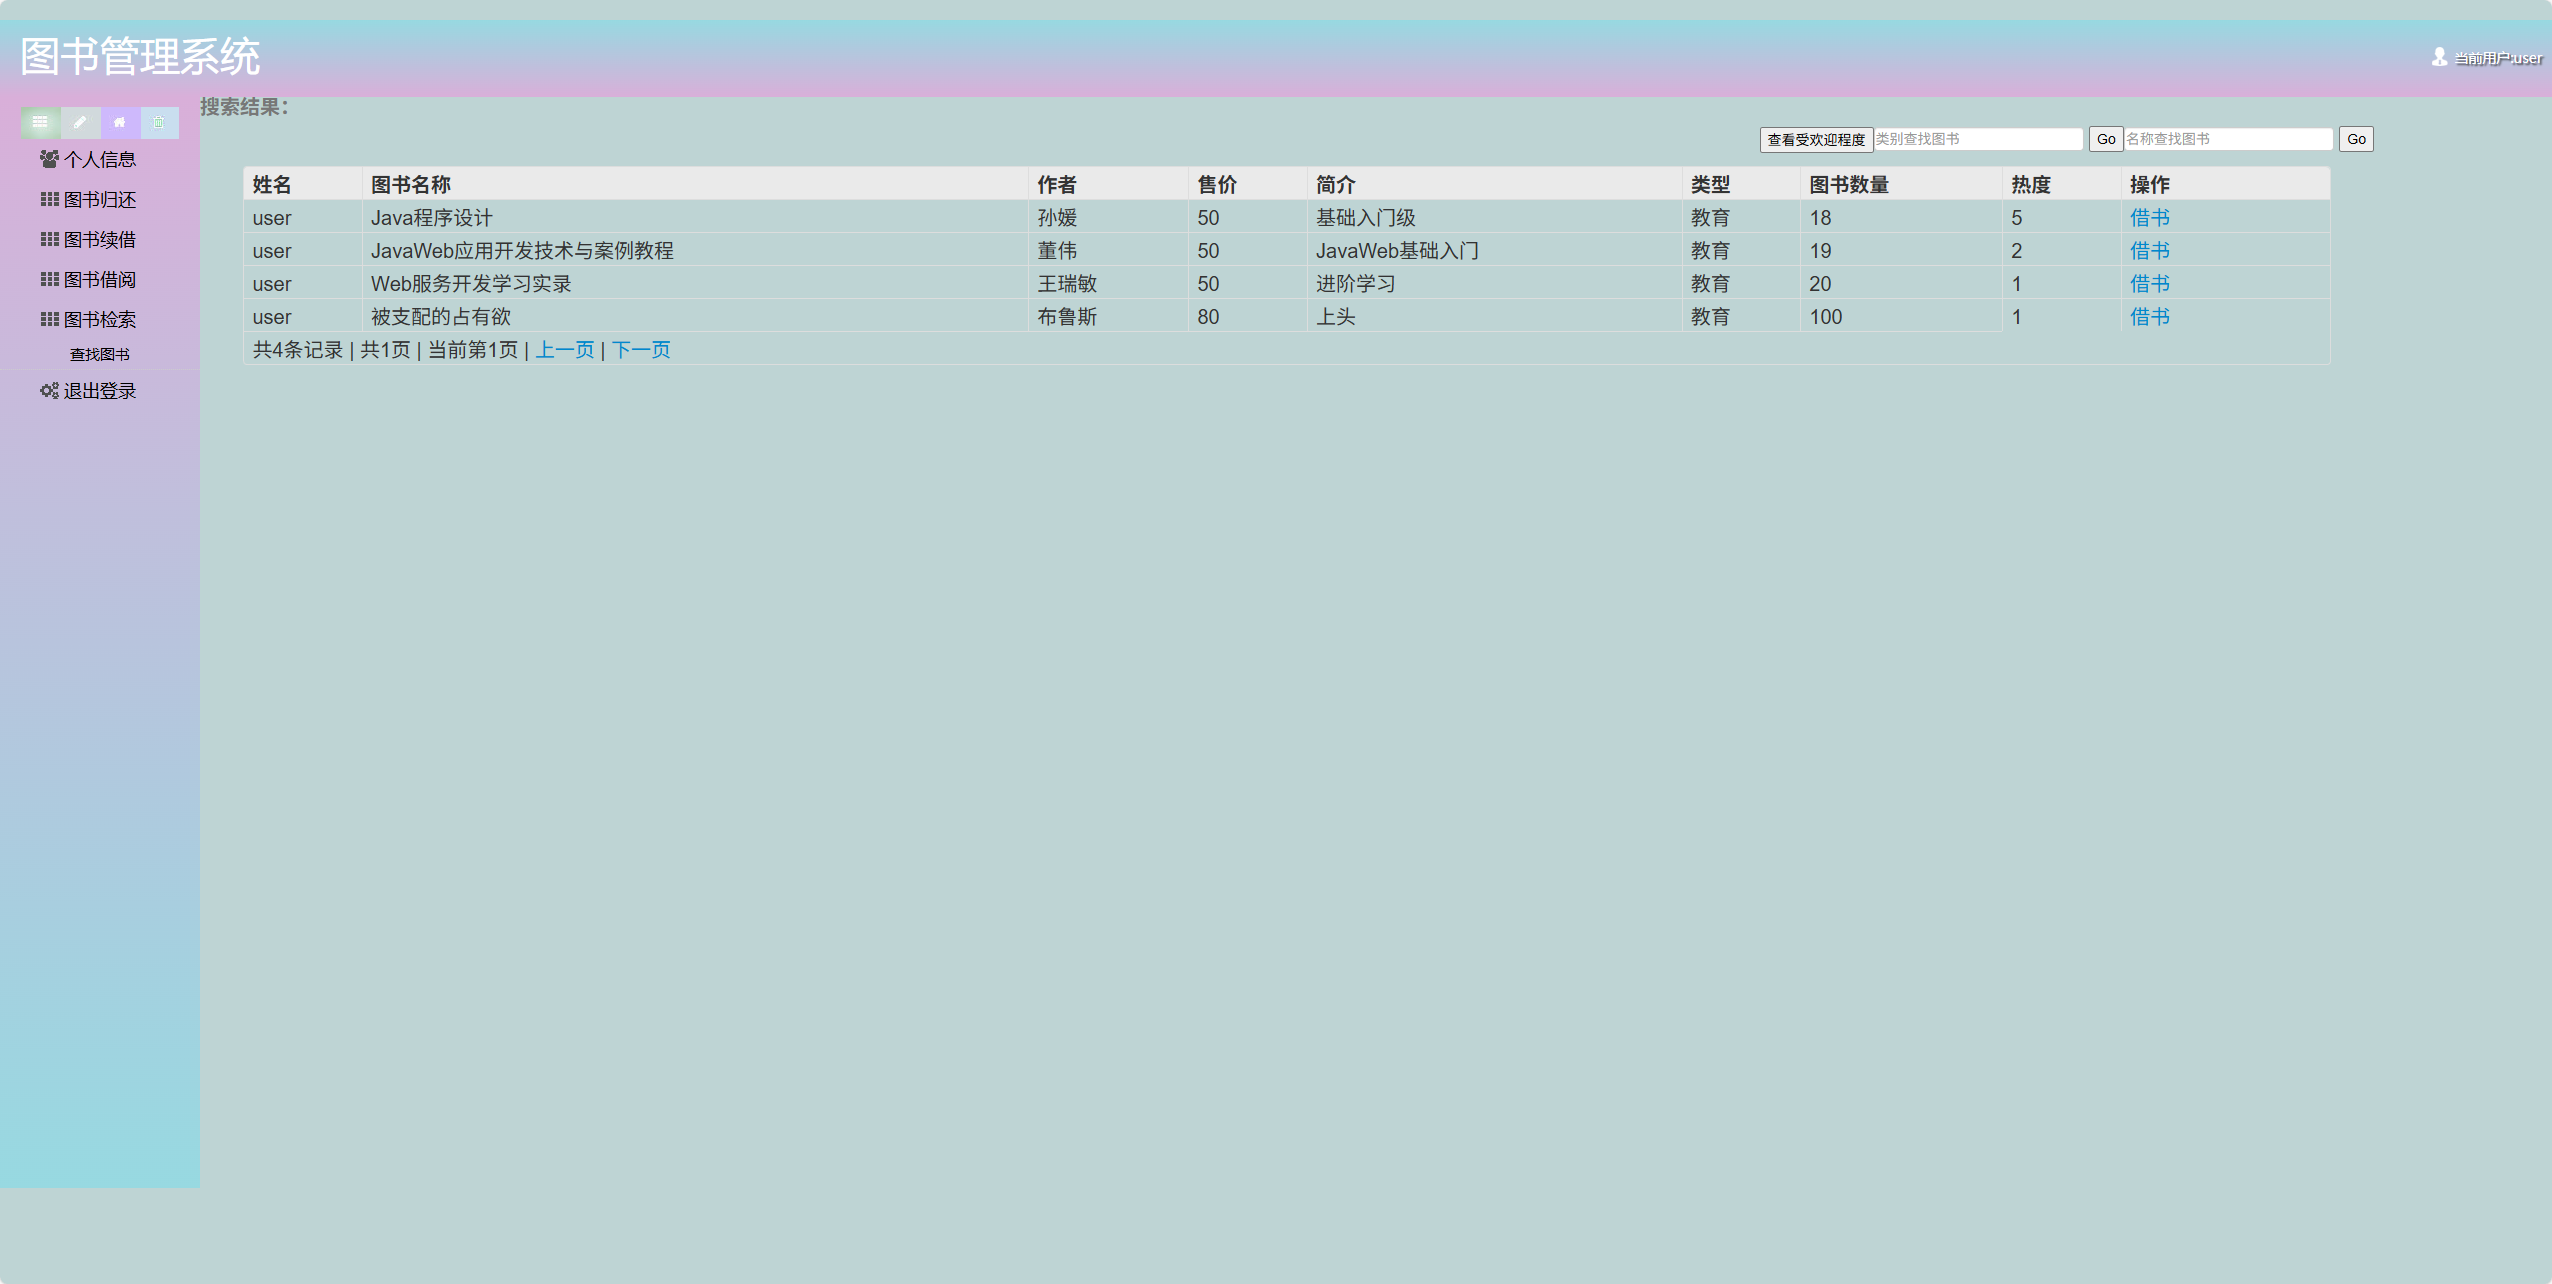 图书管理系统
当前用户:user
搜索结果：
个人信息
图书归还
图书续借
图书借阅
图书检索
查找图书
退出登录
查看受欢迎程度 类别查找图书 Go 名称查找图书 Go
姓名 图书名称 作者 售价 简介 类型 图书数量 热度 操作
user Java程序设计 孙媛 50 基础入门级 教育 18 5 借书
user JavaWeb应用开发技术与案例教程 董伟 50 JavaWeb基础入门 教育 19 2 借书
user Web服务开发学习实录 王瑞敏 50 进阶学习 教育 20 1 借书
user 被支配的占有欲 布鲁斯 80 上头 教育 100 1 借书
共4条记录 | 共1页 | 当前第1页 | 上一页 | 下一页